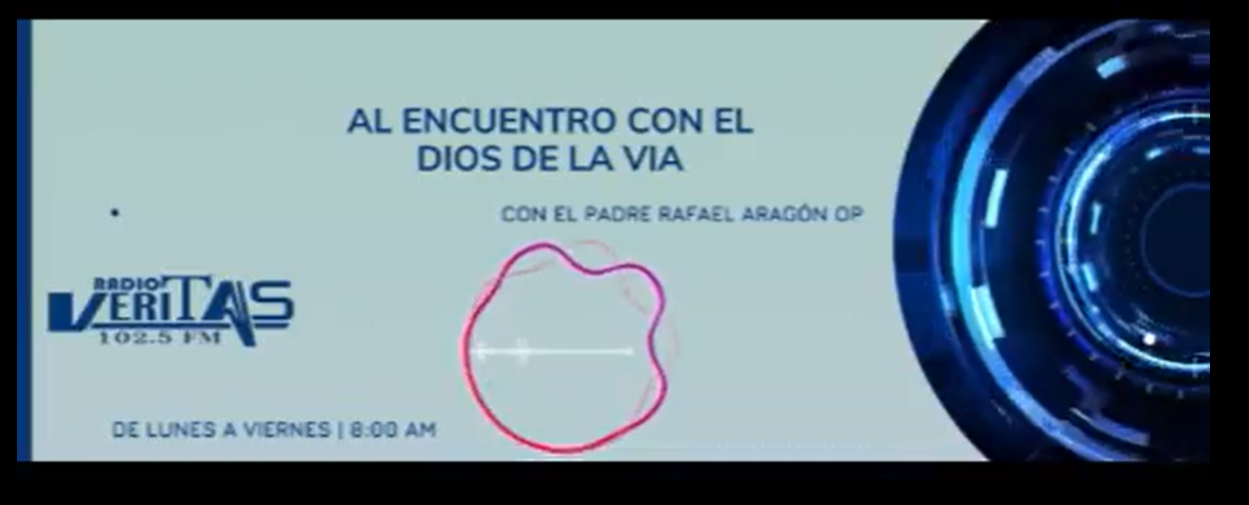 AL ENCUENTRO CON EL
DIOS DE LA VIA
CON EL PADRE RAFAEL ARAGÓN OP
RADIO
VERITAS
102.5 FM
DE LUNES A VIERNES | 8:00 AM